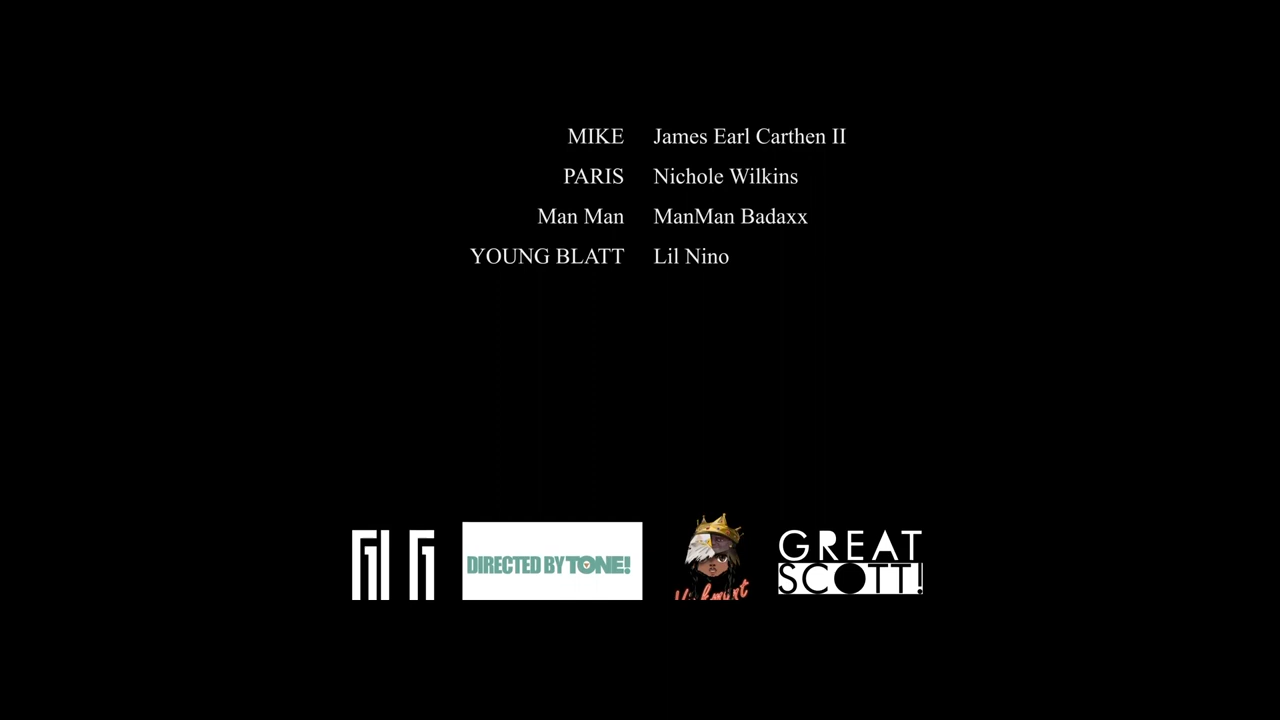 MIKE James Earl Carthen II
PARIS Nichole Wilkins
Man Man ManMan Badaxx
YOUNG BLATT Lil Nino
DIRECTED BY TONE!
GREAT
SCOTT!